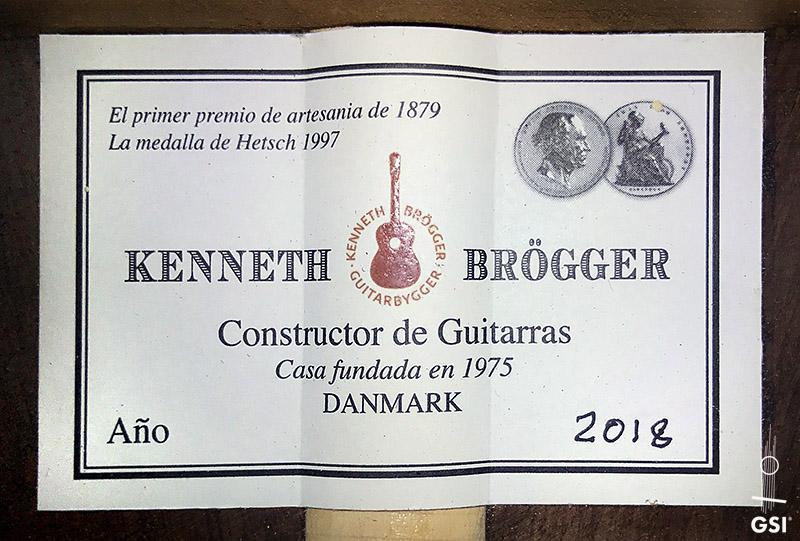 El primer premio de artesania de 1879
La medalla de Hetsch 1997
KENNETH BRÖGGER
· KENNETH BRÖGGER ·
GUITARBYGGER
Constructor de Guitarras
Casa fundada en 1975
DANMARK
Año 2018
GSI